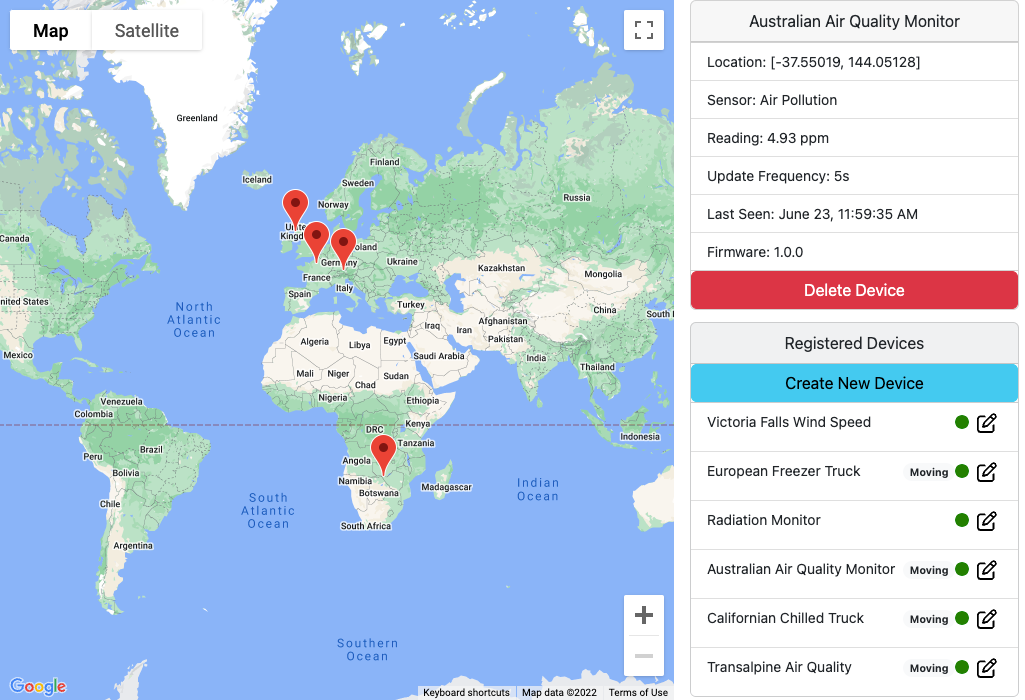 Map
Satellite
Greenland
Iceland
Finland
Sweden
Norway
Russia
Canada
Unite
Kingd
oland
Germany
Ukraine
France
Kazakhstan
Mongolia
Italy
Spain
nited States
North
Atlantic
Ocean
Turkey
China
South
Afghanistan
Iraq
Iran
Pakistan
Algeria
Libya
Egypt
Mexico
Saudi Arabia
India
Thailand
Mali
Niger
Sudan
Chad
Nigeria
Ethiopia
Venezuela
Colombia
Kenya
DRC
Indonesia
Tanzania
Brazil
Peru
Angola
Bolivia
Namibia
Botswana
Madagascar
Indian
Ocean
South
Atlantic
Ocean
Chile
South Africa
Argentina
Southern
Ocean
Google
Keyboard shortcuts
Map data ©2022
Terms of Use
Australian Air Quality Monitor
Location: [-37.55019, 144.05128]
Sensor: Air Pollution
Reading: 4.93 ppm
Update Frequency: 5s
Last Seen: June 23, 11:59:35 AM
Firmware: 1.0.0
Delete Device
Registered Devices
Create New Device
Victoria Falls Wind Speed
European Freezer Truck Moving
Radiation Monitor
Australian Air Quality Monitor Moving
Californian Chilled Truck Moving
Transalpine Air Quality Moving